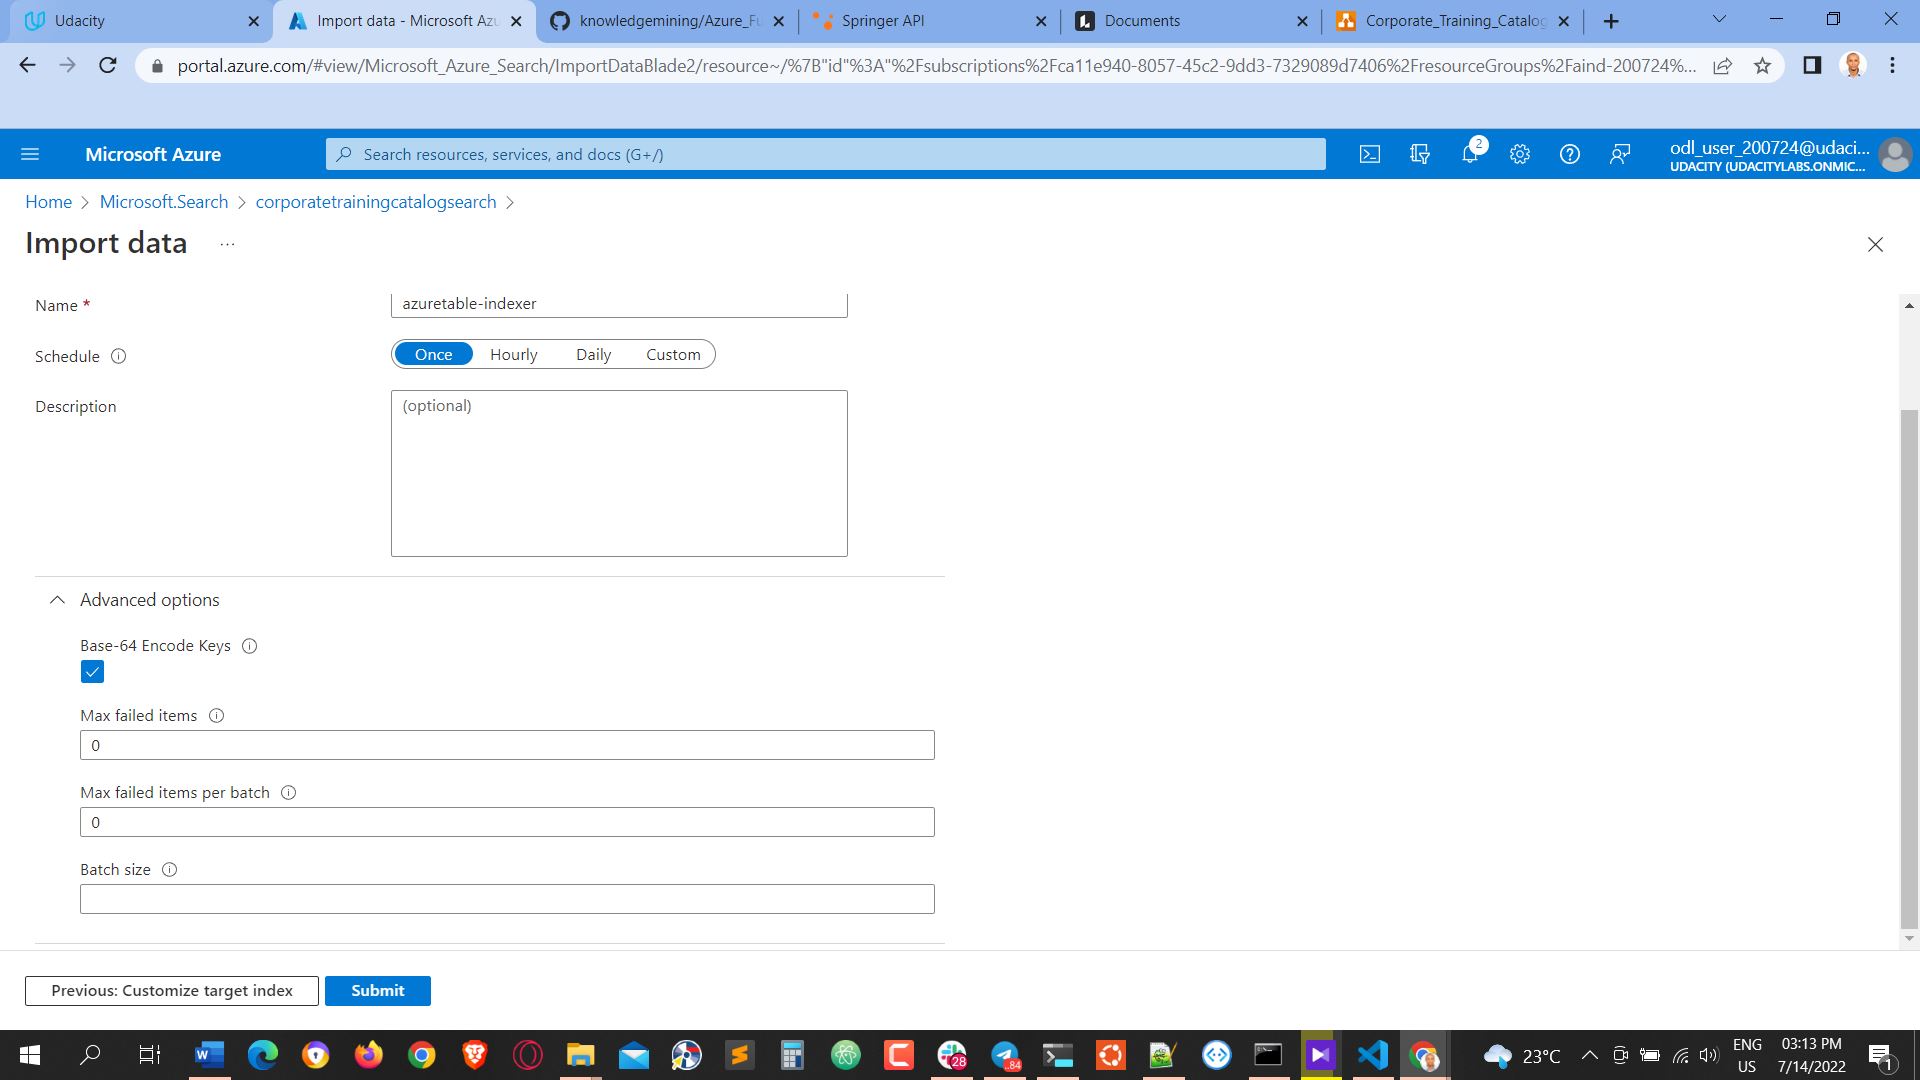 Udacity
Import data - Microsoft Azu
knowledgemining/Azure_Fu
Springer API
Documents
Corporate_Training_Catalog
portal.azure.com/#view/Microsoft_Azure_Search/ImportDataBlade2/resource~/%7B"id"%3A"%2Fsubscriptions%2Fca11e940-8057-45c2-9dd3-7329089d7406%2FresourceGroups%2Faind-200724%...
Microsoft Azure
Search resources, services, and docs (G+/)
2
odl_user_200724@udaci...
UDACITY (UDACITYLABS.ONMIC...
Home > Microsoft.Search > corporatetrainingcatalogsearch >
Import data ...
Name *
azuretable-indexer
Schedule
Once Hourly Daily Custom
Description
(optional)
Advanced options
Base-64 Encode Keys
Max failed items
0
Max failed items per batch
0
Batch size
Previous: Customize target index
Submit
28
84
23°C
ENG
US
03:13 PM
7/14/2022
1